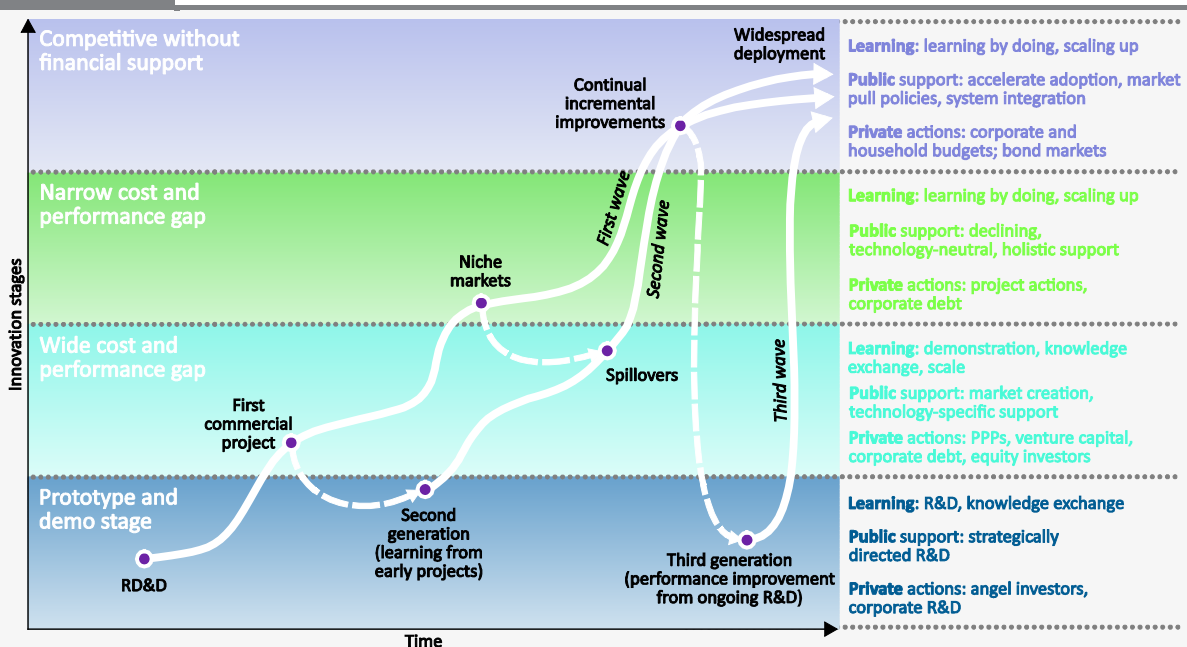 Competitive without
financial support
Widespread
deployment
Continual
incremental
improvements
Learning: learning by doing, scaling up
Public support: accelerate adoption, market
pull policies, system integration
Private actions: corporate and
household budgets; bond markets
Narrow cost and
performance gap
First wave
Second wave
Niche
markets
Learning: learning by doing, scaling up
Public support: declining,
technology-neutral, holistic support
Private actions: project actions,
corporate debt
Innovation stages
Wide cost and
performance gap
Spillovers
Third wave
First
commercial
project
Learning: demonstration, knowledge
exchange, scale
Public support: market creation,
technology-specific support
Private actions: PPPs, venture capital,
corporate debt, equity investors
Prototype and
demo stage
RD&D
Second
generation
(learning from
early projects)
Third generation
(performance improvement
from ongoing R&D)
Learning: R&D, knowledge exchange
Public support: strategically
directed R&D
Private actions: angel investors,
corporate R&D
Time